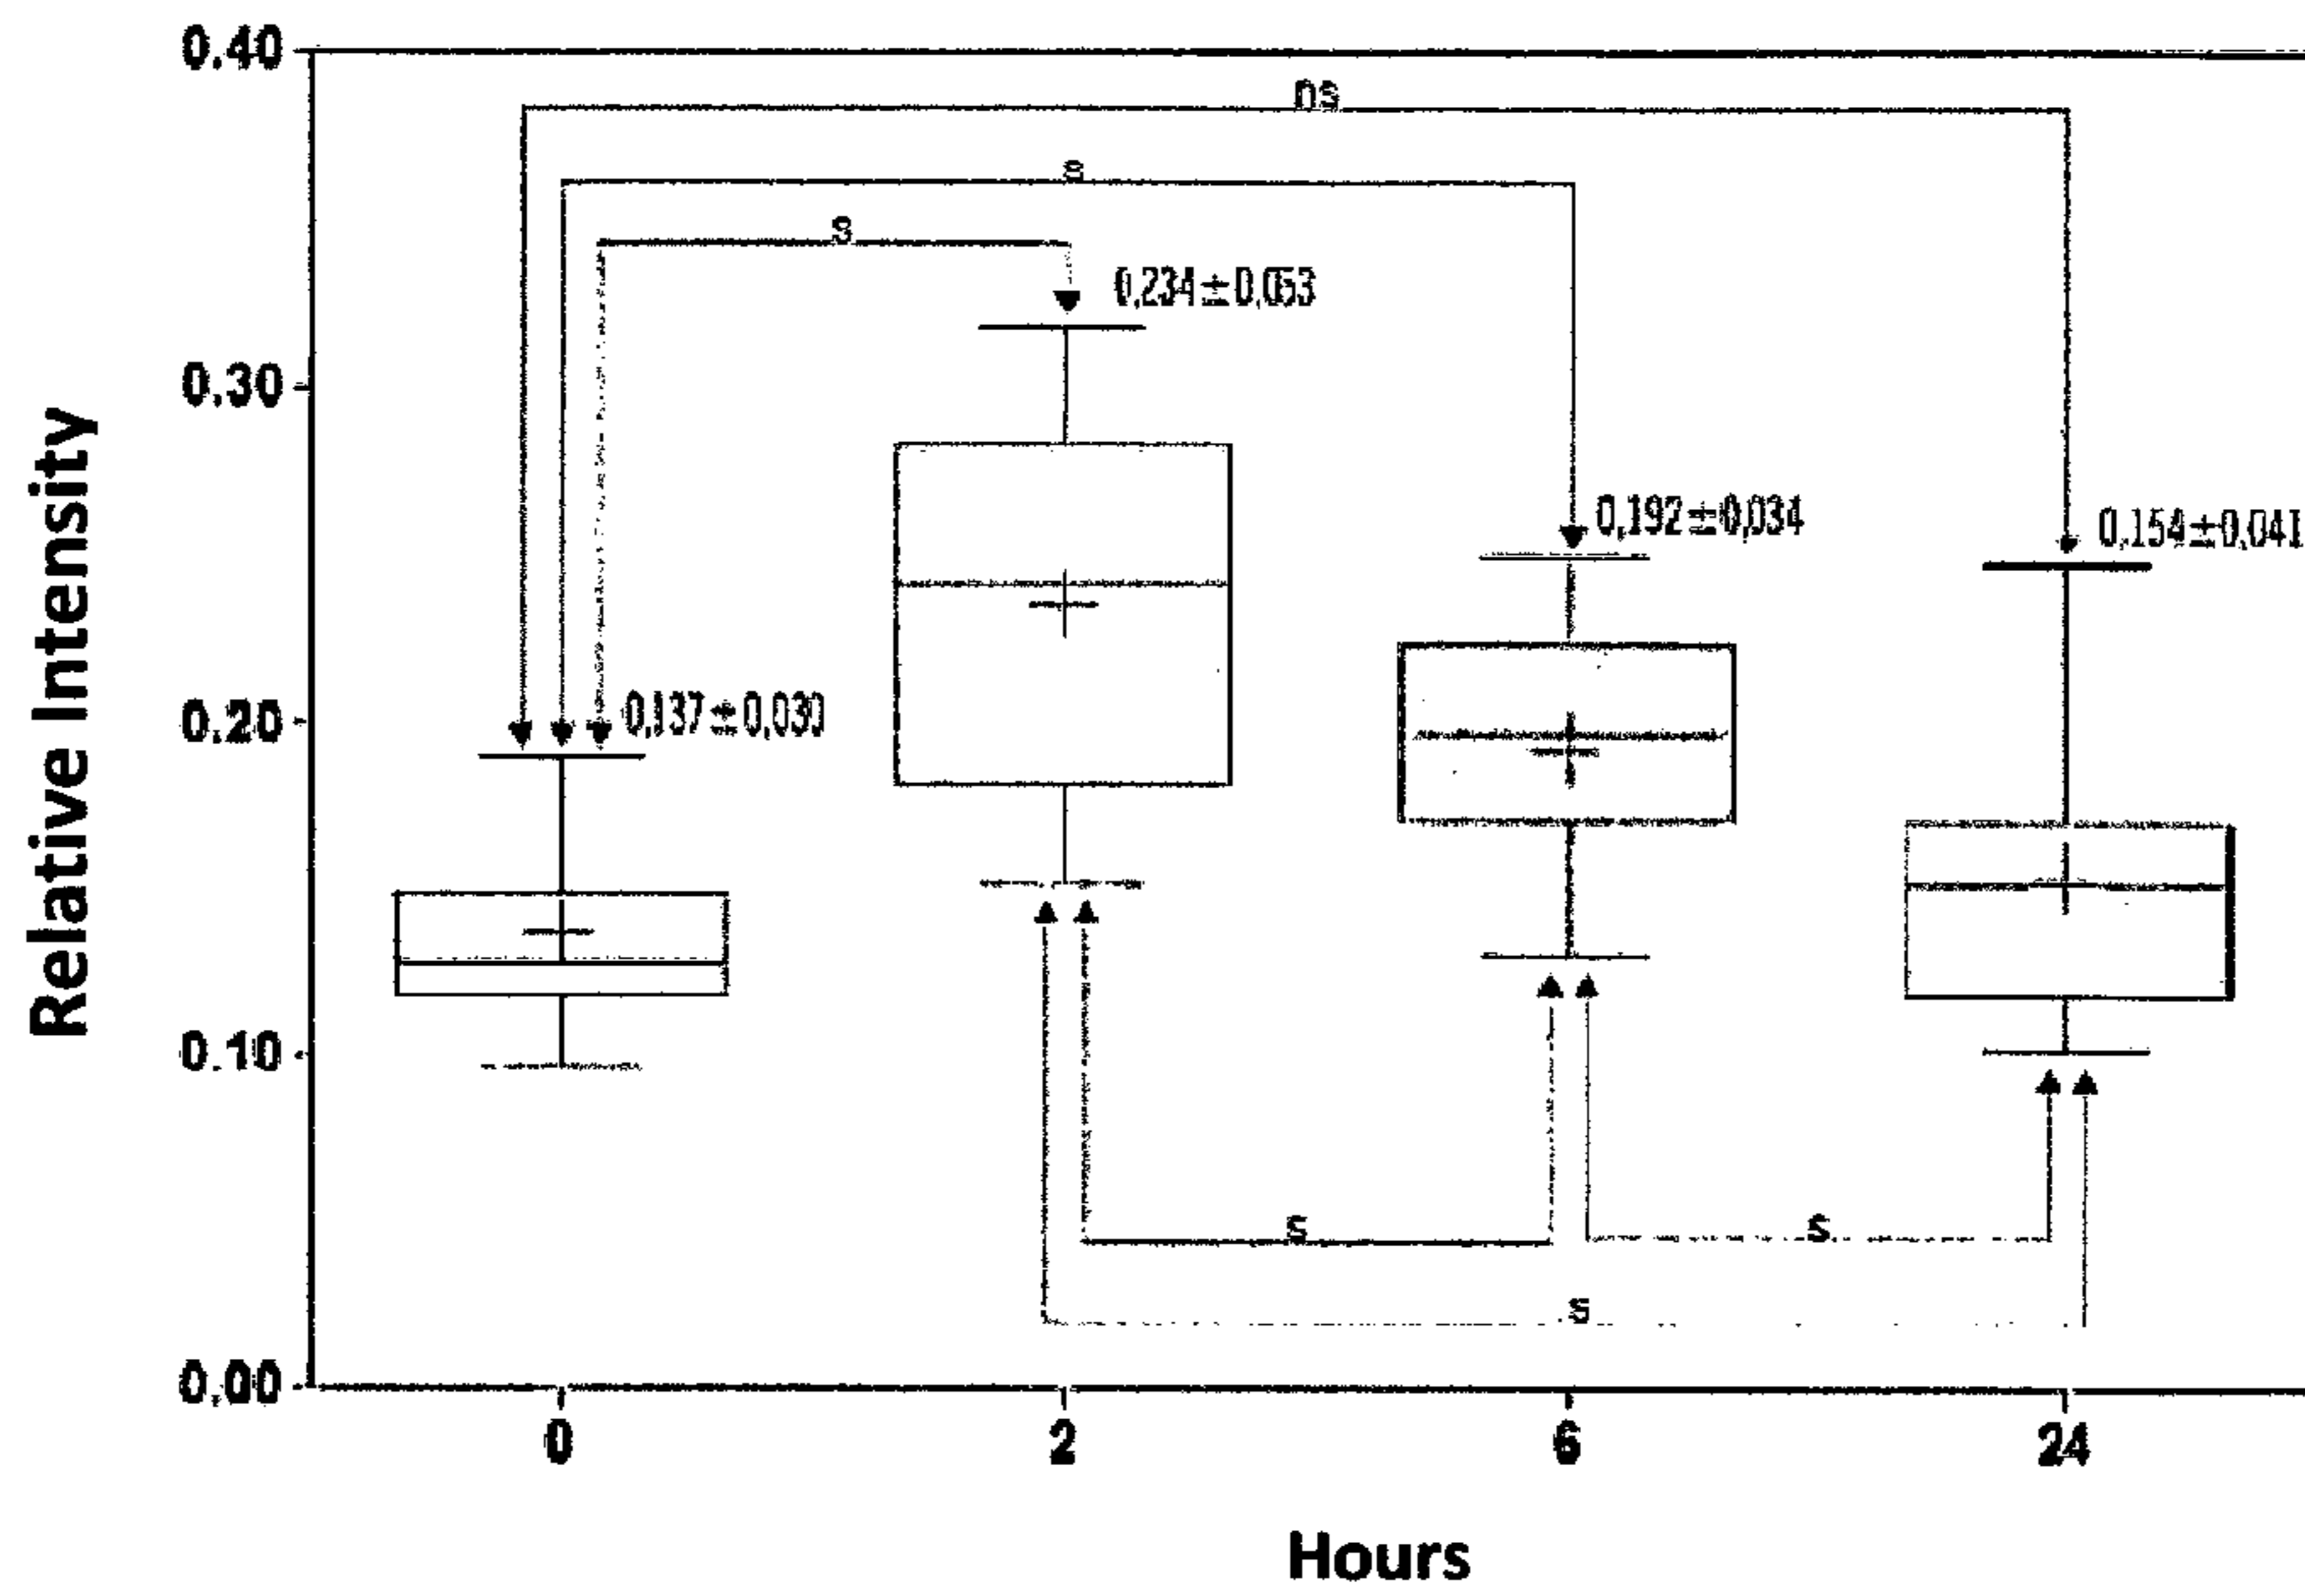 0.40
ns
s
s
0,234±0,053
0.30
0,192±0,034
0,154±0,041
0.20
0,137±0,030
Relative Intensity
0.10
s
s
s
0.00
0
2
6
24
Hours